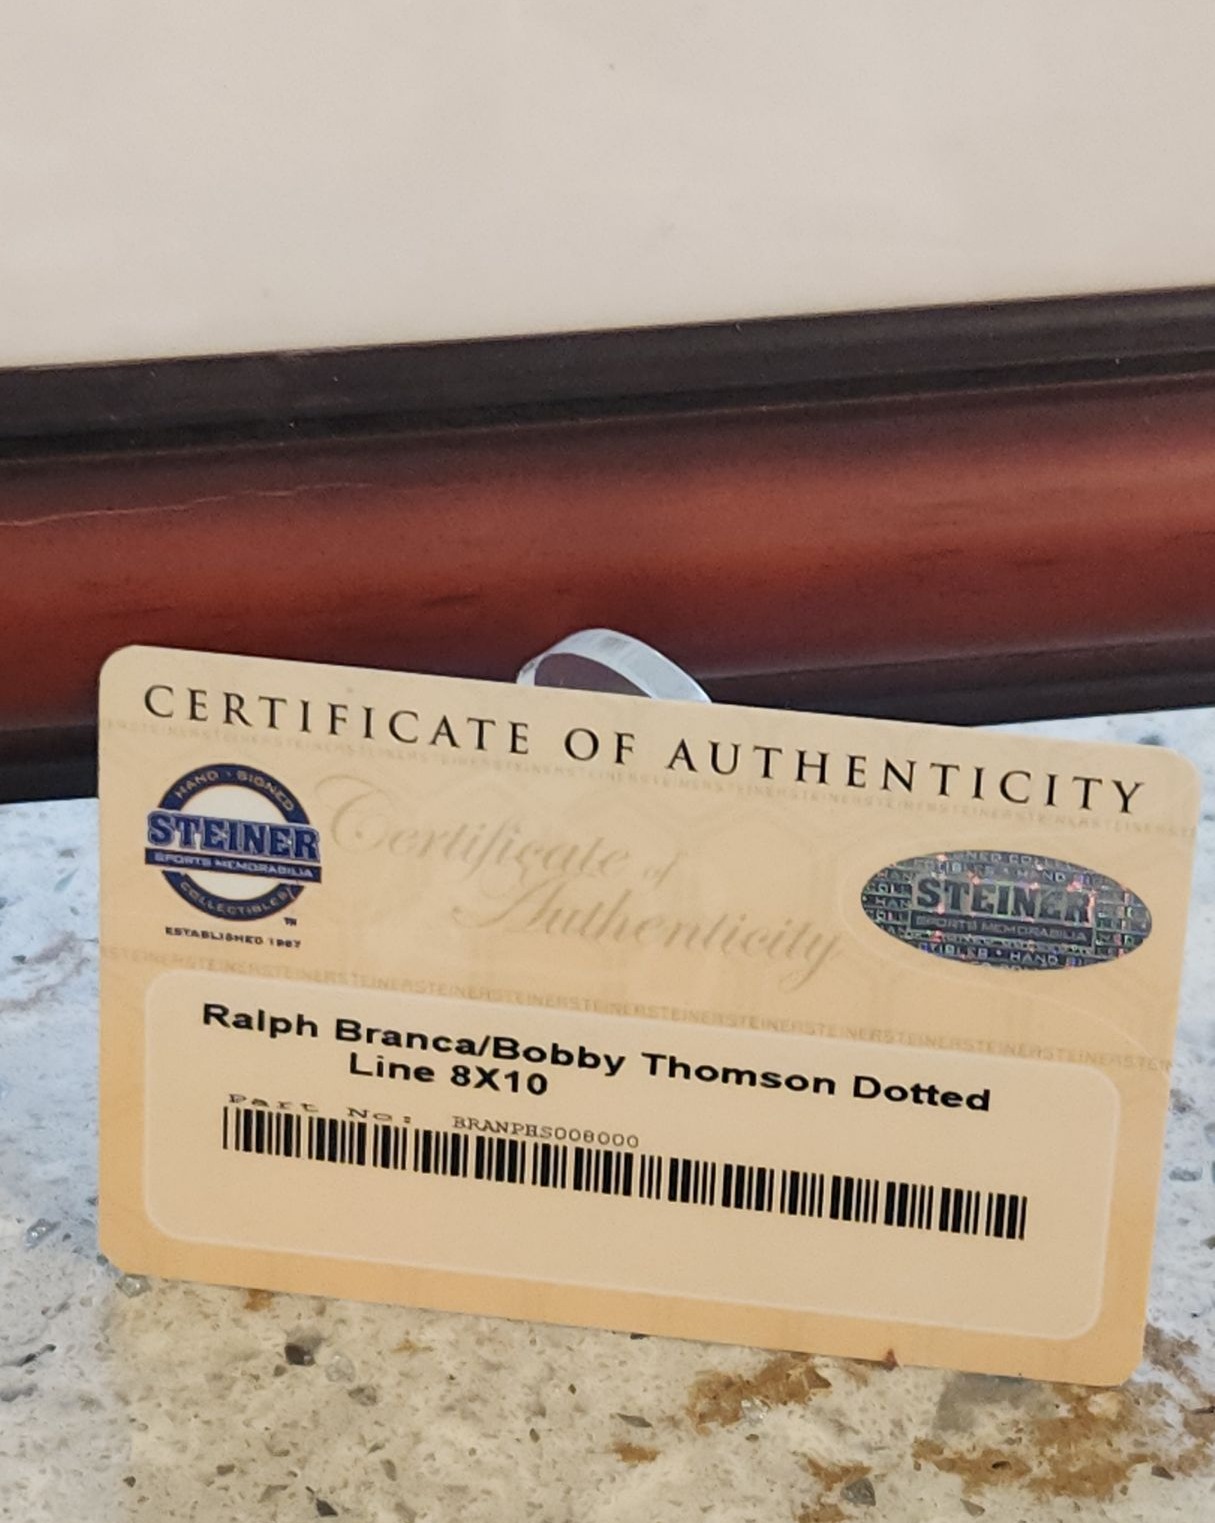 CERTIFICATE OF AUTHENTICITY
HAND • SIGNED
STEINER
SPORTS MEMORABILIA
COLLECTIBLES
TM
ESTABLISHED 1987
Certificate of
Authenticity
STEINER
SPORTS MEMORABILIA
Ralph Branca/Bobby Thomson Dotted
Line 8X10
Part No: BRANPHS008000